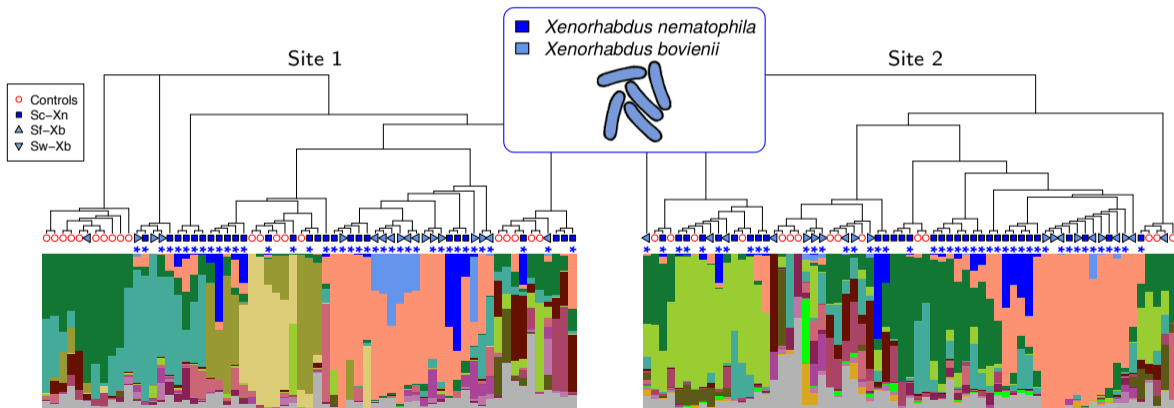 Xenorhabdus nematophila
Xenorhabdus bovienii
Site 1
Site 2
Controls
Sc-Xn
Sf-Xb
Sw-Xb